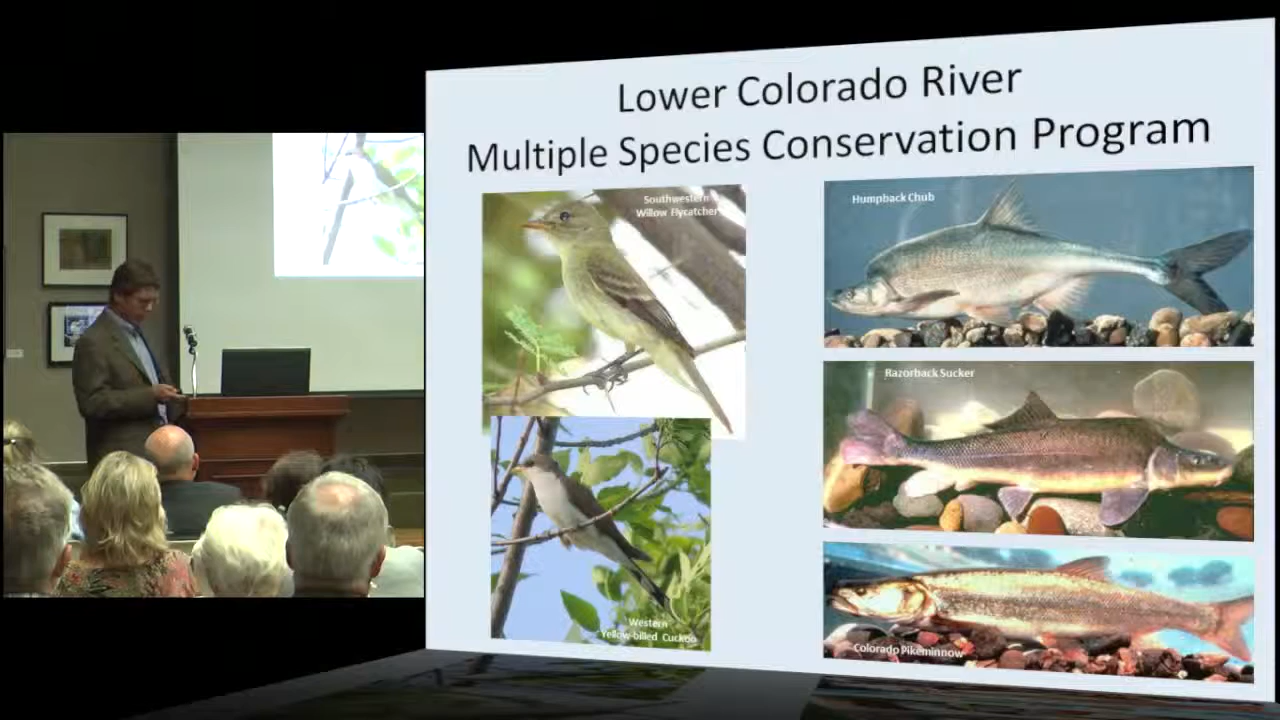 Lower Colorado River
Multiple Species Conservation Program
Southwestern
Willow Flycatcher
Western
Yellow-billed Cuckoo
Humpback Chub
Razorback Sucker
Colorado Pikeminnow